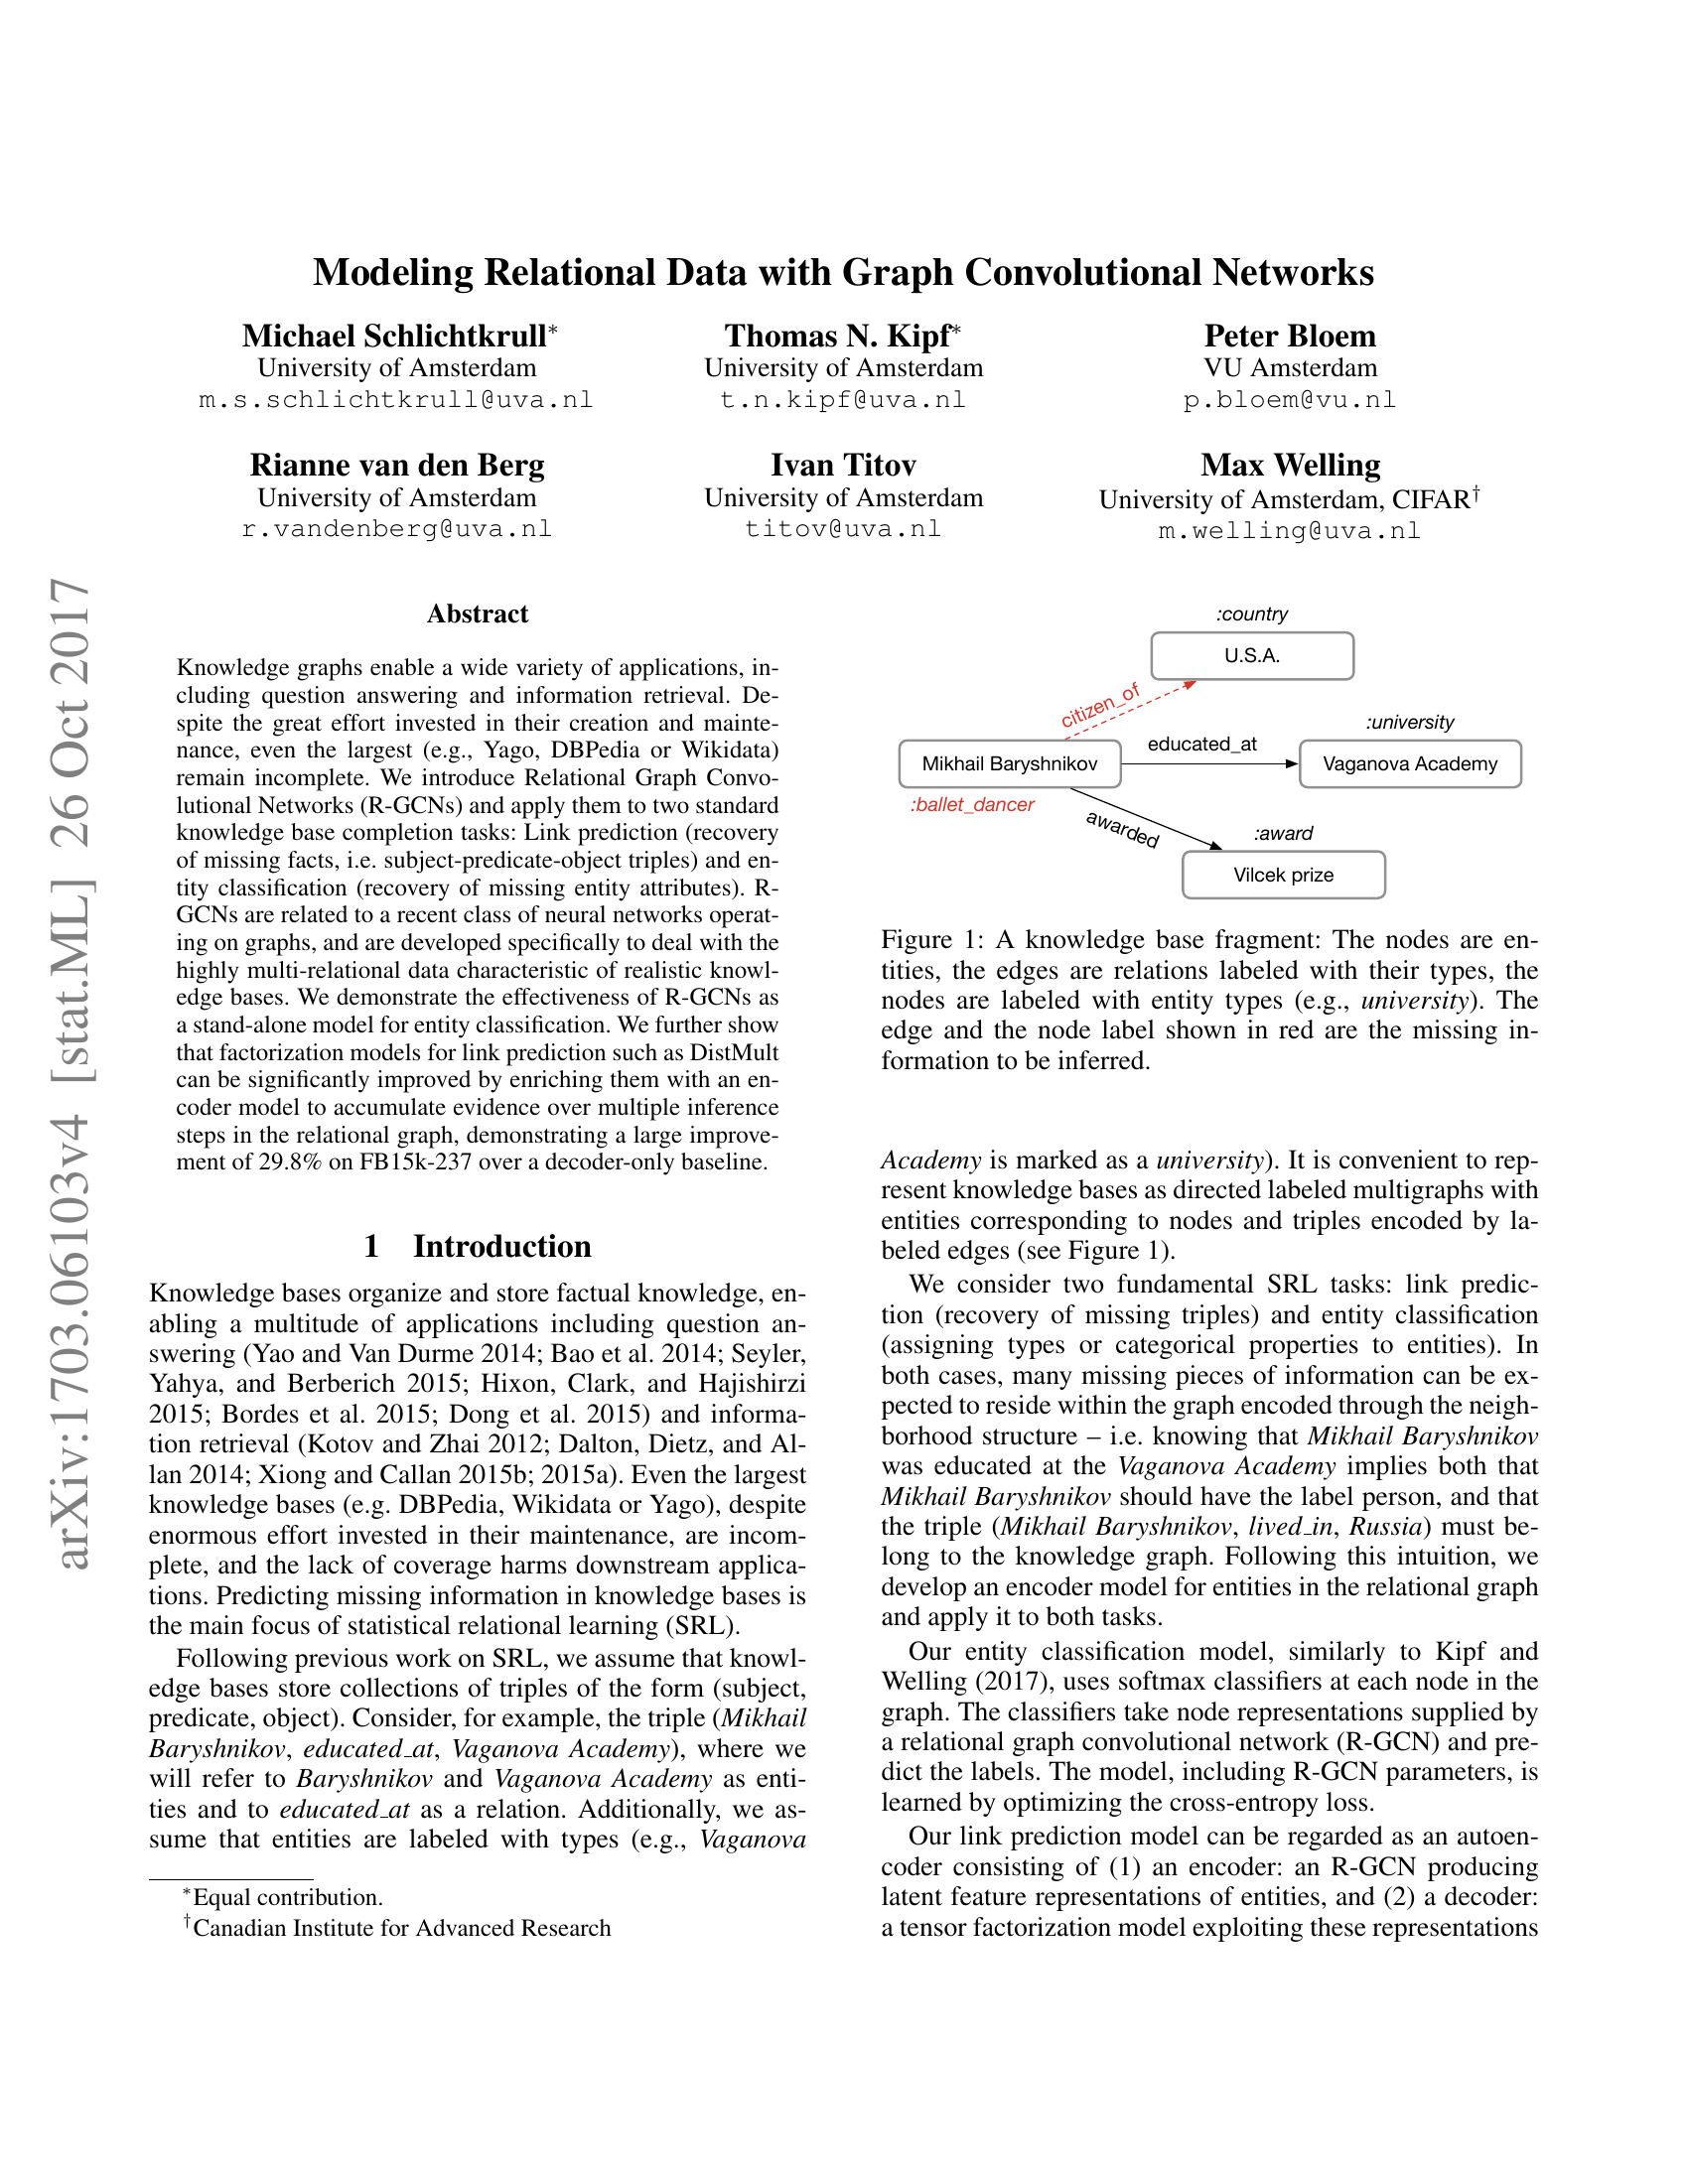 arXiv:1703.06103v4 [stat.ML] 26 Oct 2017
Modeling Relational Data with Graph Convolutional Networks
Michael Schlichtkrull*
University of Amsterdam
m.s.schlichtkrull@uva.nl
Thomas N. Kipf*
University of Amsterdam
t.n.kipf@uva.nl
Peter Bloem
VU Amsterdam
p.bloem@vu.nl
Rianne van den Berg
University of Amsterdam
r.vandenberg@uva.nl
Ivan Titov
University of Amsterdam
titov@uva.nl
Max Welling
University of Amsterdam, CIFAR†
m.welling@uva.nl
Abstract
Knowledge graphs enable a wide variety of applications, in-
cluding question answering and information retrieval. De-
spite the great effort invested in their creation and mainte-
nance, even the largest (e.g., Yago, DBPedia or Wikidata)
remain incomplete. We introduce Relational Graph Convo-
lutional Networks (R-GCNs) and apply them to two standard
knowledge base completion tasks: Link prediction (recovery
of missing facts, i.e. subject-predicate-object triples) and en-
tity classification (recovery of missing entity attributes). R-
GCNs are related to a recent class of neural networks operat-
ing on graphs, and are developed specifically to deal with the
highly multi-relational data characteristic of realistic knowl-
edge bases. We demonstrate the effectiveness of R-GCNs as
a stand-alone model for entity classification. We further show
that factorization models for link prediction such as DistMult
can be significantly improved by enriching them with an en-
coder model to accumulate evidence over multiple inference
steps in the relational graph, demonstrating a large improve-
ment of 29.8% on FB15k-237 over a decoder-only baseline.
1 Introduction
Knowledge bases organize and store factual knowledge, en-
abling a multitude of applications including question an-
swering (Yao and Van Durme 2014; Bao et al. 2014; Seyler,
Yahya, and Berberich 2015; Hixon, Clark, and Hajishirzi
2015; Bordes et al. 2015; Dong et al. 2015) and informa-
tion retrieval (Kotov and Zhai 2012; Dalton, Dietz, and Al-
lan 2014; Xiong and Callan 2015b; 2015a). Even the largest
knowledge bases (e.g. DBPedia, Wikidata or Yago), despite
enormous effort invested in their maintenance, are incom-
plete, and the lack of coverage harms downstream applica-
tions. Predicting missing information in knowledge bases is
the main focus of statistical relational learning (SRL).
Following previous work on SRL, we assume that knowl-
edge bases store collections of triples of the form (subject,
predicate, object). Consider, for example, the triple (Mikhail
Baryshnikov, educated_at, Vaganova Academy), where we
will refer to Baryshnikov and Vaganova Academy as enti-
ties and to educated_at as a relation. Additionally, we as-
sume that entities are labeled with types (e.g., Vaganova
*Equal contribution.
†Canadian Institute for Advanced Research
:country
U.S.A.
citizen_of
:university
educated_at
Mikhail Baryshnikov
Vaganova Academy
:ballet_dancer
awarded
:award
Vilcek prize
Figure 1: A knowledge base fragment: The nodes are en-
tities, the edges are relations labeled with their types, the
nodes are labeled with entity types (e.g., university). The
edge and the node label shown in red are the missing in-
formation to be inferred.
Academy is marked as a university). It is convenient to rep-
resent knowledge bases as directed labeled multigraphs with
entities corresponding to nodes and triples encoded by la-
beled edges (see Figure 1).
We consider two fundamental SRL tasks: link predic-
tion (recovery of missing triples) and entity classification
(assigning types or categorical properties to entities). In
both cases, many missing pieces of information can be ex-
pected to reside within the graph encoded through the neigh-
borhood structure – i.e. knowing that Mikhail Baryshnikov
was educated at the Vaganova Academy implies both that
Mikhail Baryshnikov should have the label person, and that
the triple (Mikhail Baryshnikov, lived_in, Russia) must be-
long to the knowledge graph. Following this intuition, we
develop an encoder model for entities in the relational graph
and apply it to both tasks.
Our entity classification model, similarly to Kipf and
Welling (2017), uses softmax classifiers at each node in the
graph. The classifiers take node representations supplied by
a relational graph convolutional network (R-GCN) and pre-
dict the labels. The model, including R-GCN parameters, is
learned by optimizing the cross-entropy loss.
Our link prediction model can be regarded as an autoen-
coder consisting of (1) an encoder: an R-GCN producing
latent feature representations of entities, and (2) a decoder:
a tensor factorization model exploiting these representations